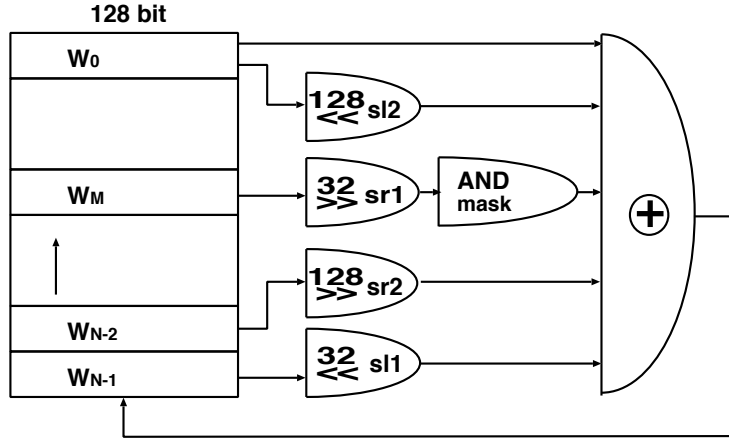 128 bit
W0
128
<< sl2
WM
32
>> sr1
AND
mask
+
128
>> sr2
WN-2
32
<< sl1
WN-1